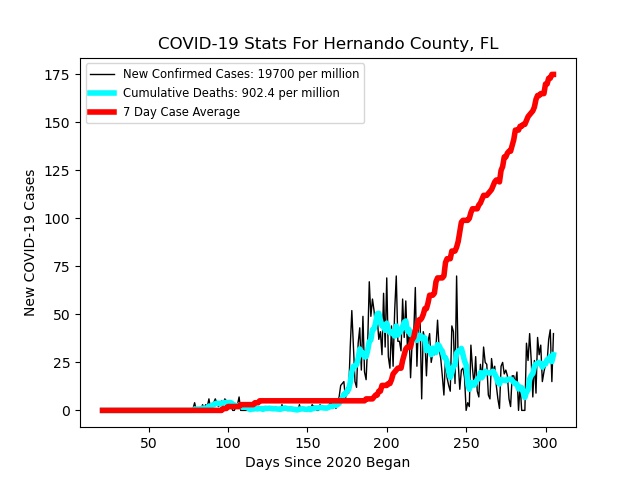 COVID-19 Stats For Hernando County, FL
New Confirmed Cases: 19700 per million
Cumulative Deaths: 902.4 per million
7 Day Case Average
New COVID-19 Cases
175
150
125
100
75
50
25
0
50 100 150 200 250 300
Days Since 2020 Began